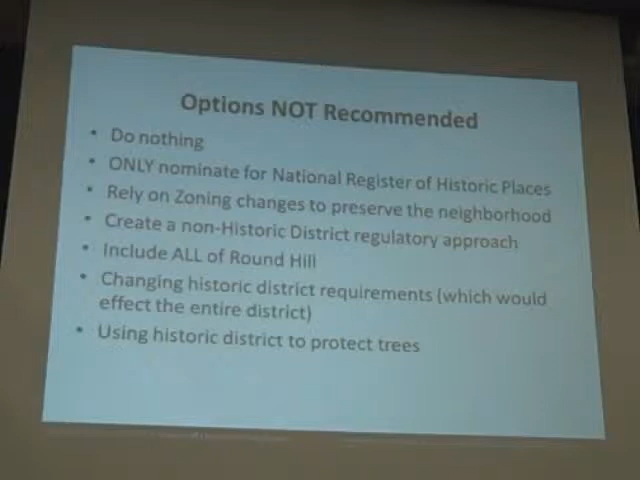 Options NOT Recommended
• Do nothing
• ONLY nominate for National Register of Historic Places
• Rely on Zoning changes to preserve the neighborhood
• Create a non-Historic District regulatory approach
• Include ALL of Round Hill
• Changing historic district requirements (which would
effect the entire district)
• Using historic district to protect trees